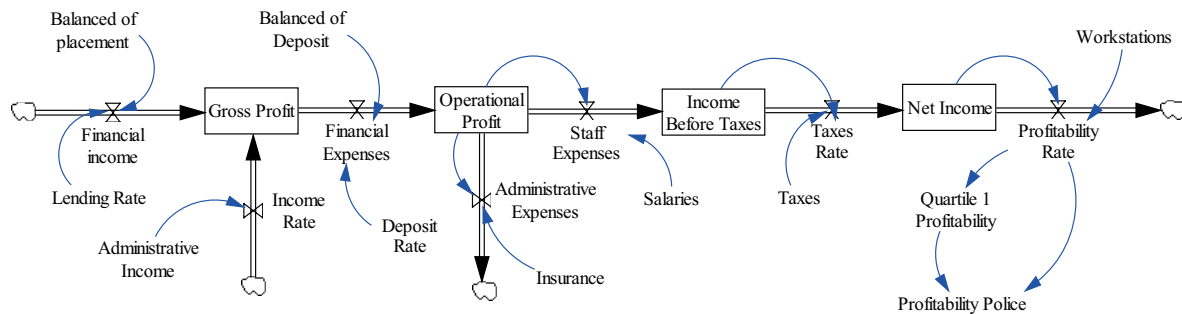 Balanced of
placement
Balanced of
Deposit
Workstations
Gross Profit
Operational
Profit
Income
Before Taxes
Net Income
Financial
income
Financial
Expenses
Staff
Expenses
Taxes
Rate
Profitability
Rate
Lending Rate
Income
Rate
Administrative
Expenses
Salaries
Taxes
Quartile 1
Profitability
Administrative
Income
Deposit
Rate
Insurance
Profitability Police